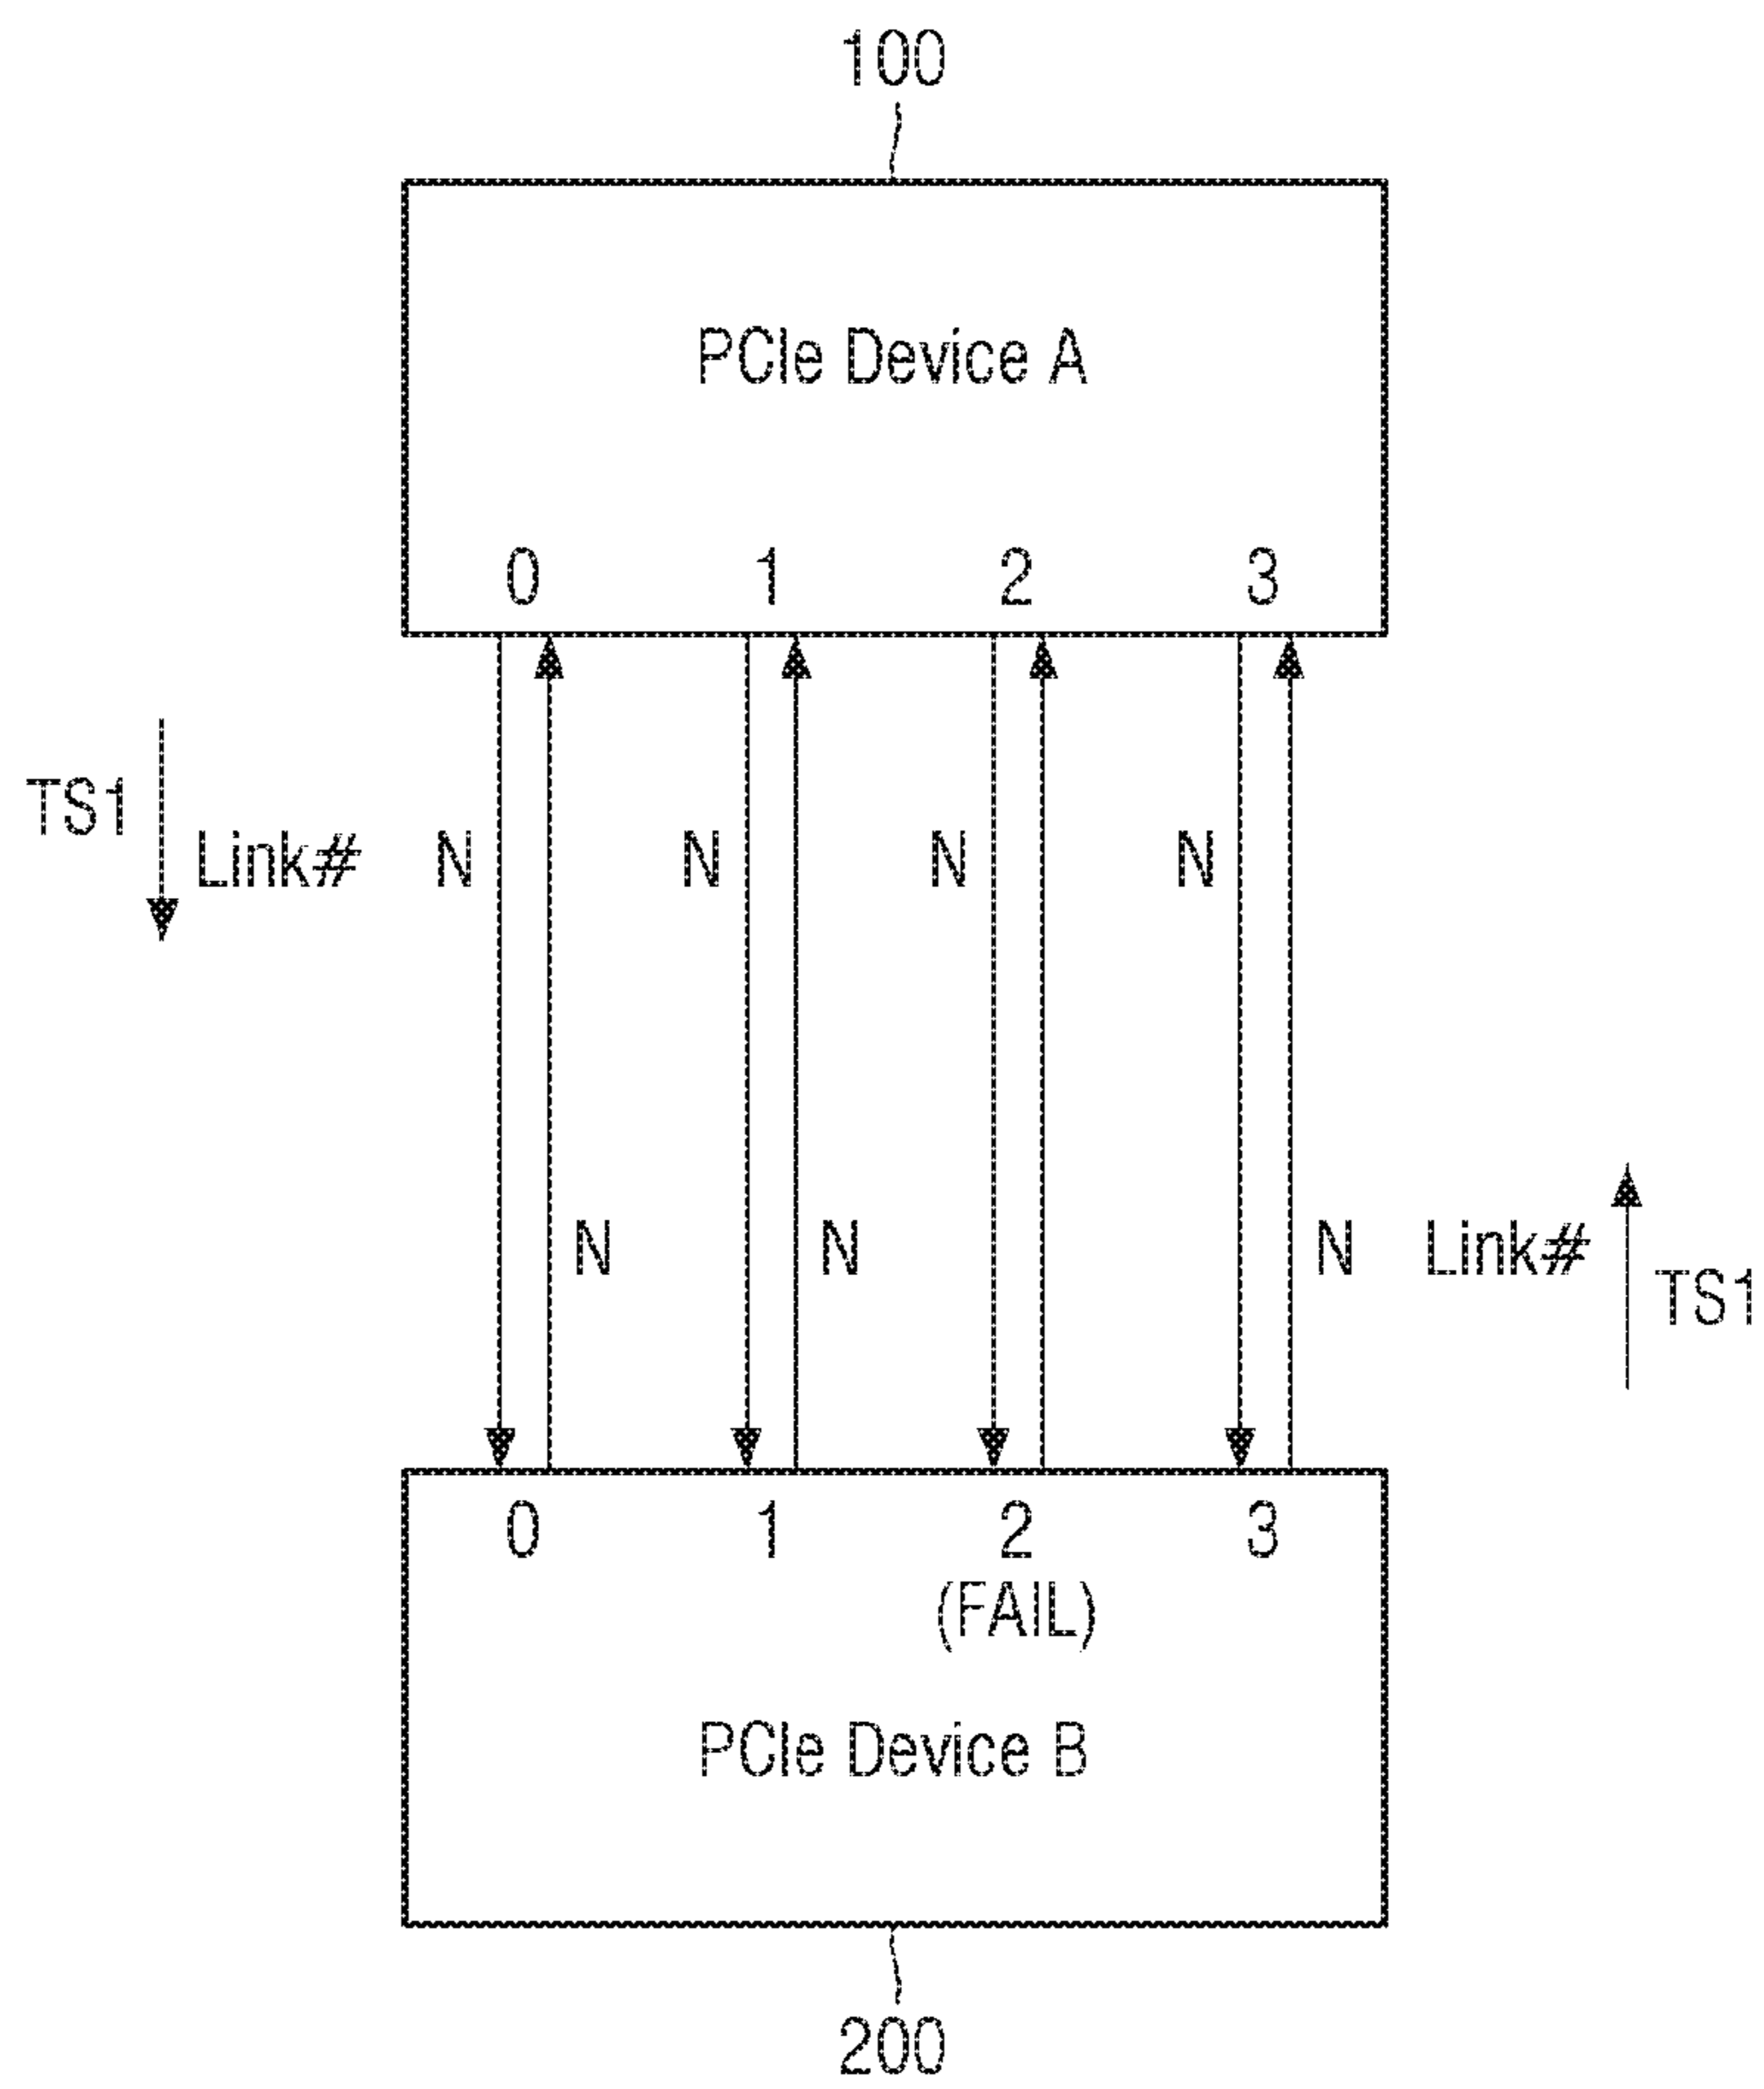 100
PCIe Device A
0 1 2 3
TS1
Link# N N N N
N N N Link#
TS1
0 1 2 3
(FAIL)
PCIe Device B
200